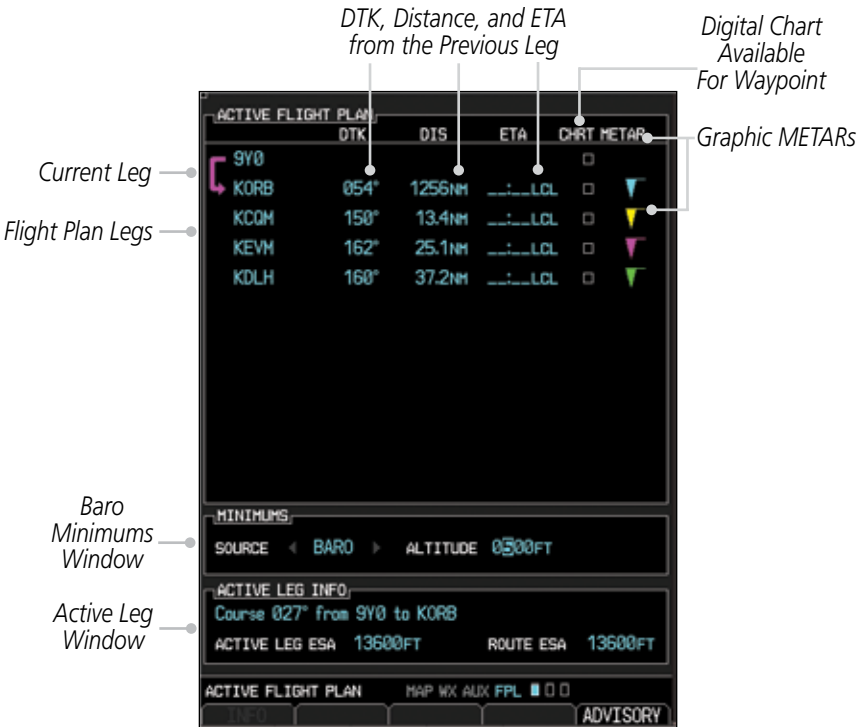 DTK, Distance, and ETA
from the Previous Leg
Digital Chart
Available
For Waypoint
Graphic METARs
Current Leg
Flight Plan Legs
ACTIVE FLIGHT PLAN
DTK DIS ETA CHRT METAR
9Y0
KORB 054° 1256NM __:__LCL
KCQM 150° 13.4NM __:__LCL
KEVM 162° 25.1NM __:__LCL
KDLH 160° 37.2NM __:__LCL
Baro
Minimums
Window
MINIMUMS
SOURCE BARO ALTITUDE 0500FT
Active Leg
Window
ACTIVE LEG INFO
Course 027° from 9Y0 to KORB
ACTIVE LEG ESA 13600FT ROUTE ESA 13600FT
ACTIVE FLIGHT PLAN MAP WX AUX FPL
INFO ADVISORY